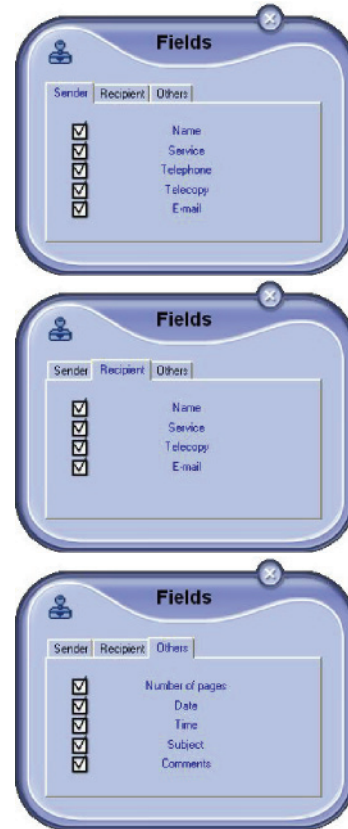 Fields
Sender Recipient Others
Name
Service
Telephone
Telecopy
E-mail
Fields
Sender Recipient Others
Name
Service
Telecopy
E-mail
Fields
Sender Recipient Others
Number of pages
Date
Time
Subject
Comments